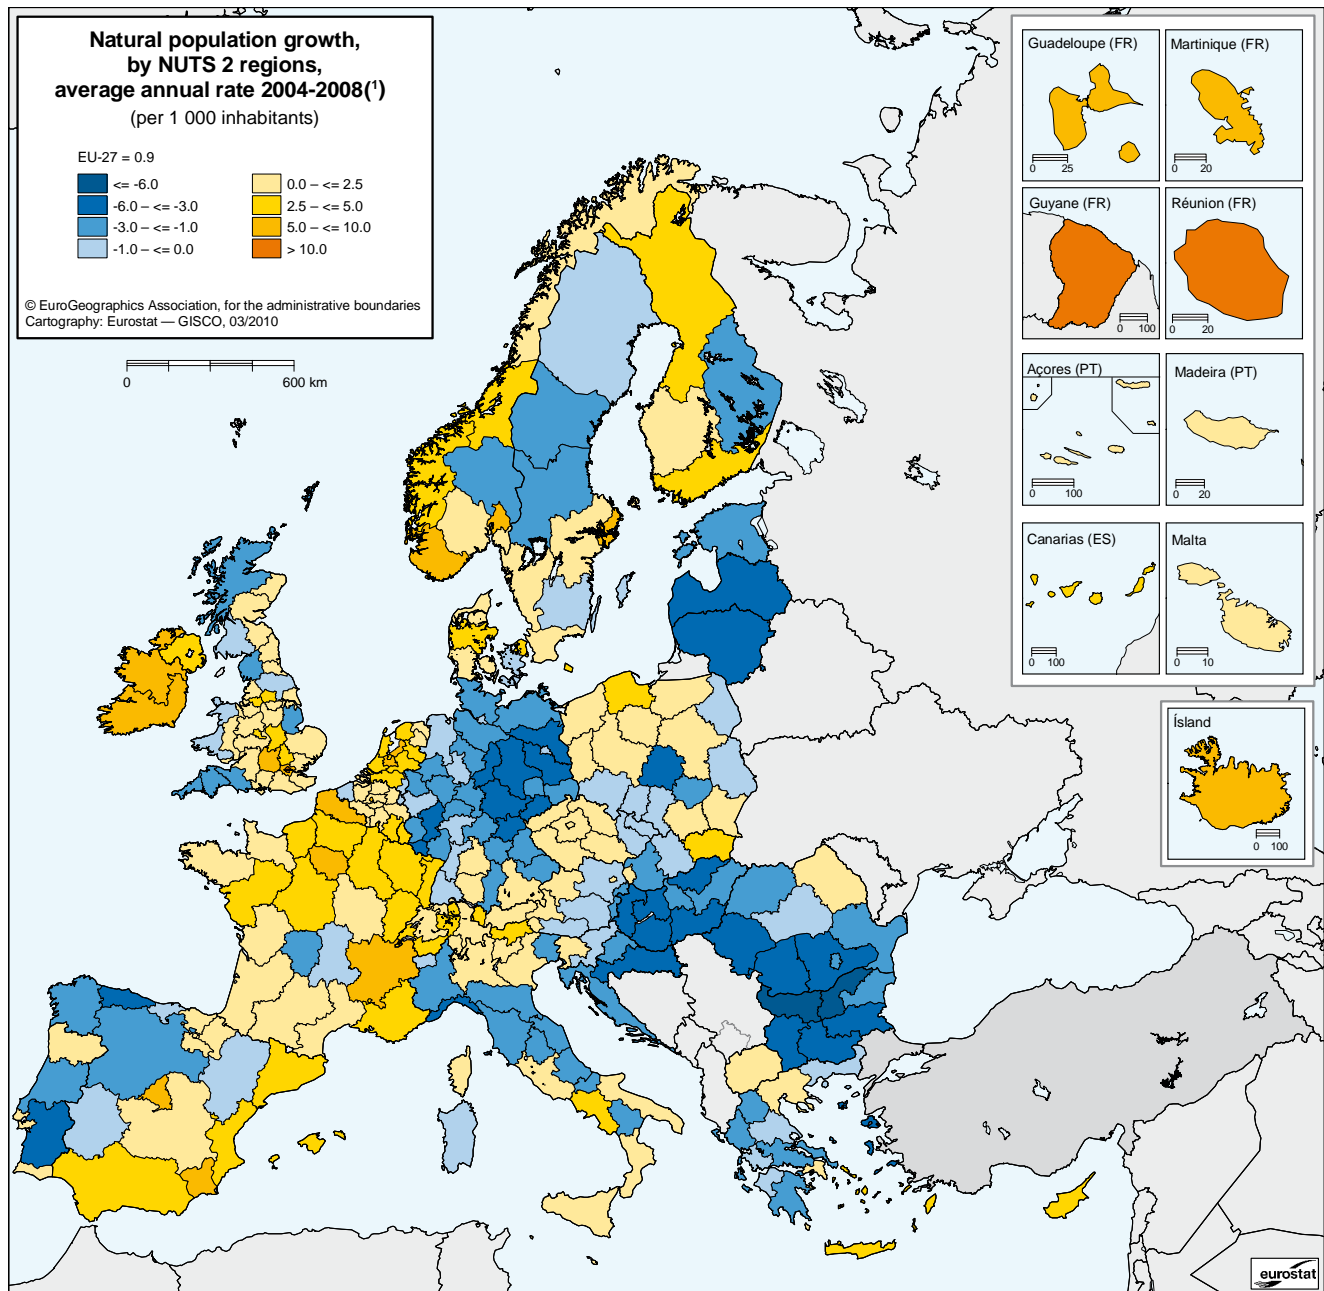 Natural population growth,
by NUTS 2 regions,
average annual rate 2004-2008(¹)
(per 1 000 inhabitants)
EU-27 = 0.9
<= -6.0
-6.0 – <= -3.0
-3.0 – <= -1.0
-1.0 – <= 0.0
0.0 – <= 2.5
2.5 – <= 5.0
5.0 – <= 10.0
> 10.0
© EuroGeographics Association, for the administrative boundaries
Cartography: Eurostat — GISCO, 03/2010
0 600 km
Guadeloupe (FR)
0 25
Martinique (FR)
0 20
Guyane (FR)
0 100
Réunion (FR)
0 20
Açores (PT)
0 100
Madeira (PT)
0 20
Canarias (ES)
0 100
Malta
0 10
Ísland
0 100
eurostat